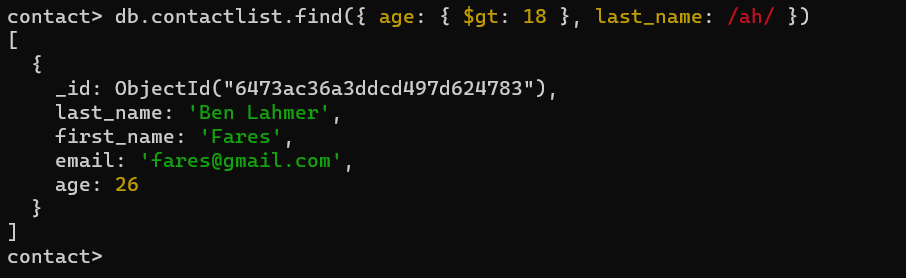 contact> db.contactlist.find({ age: { $gt: 18 }, last_name: /ah/ })
[
  {
    _id: ObjectId("6473ac36a3ddcd497d624783"),
    last_name: 'Ben Lahmer',
    first_name: 'Fares',
    email: 'fares@gmail.com',
    age: 26
  }
]
contact>